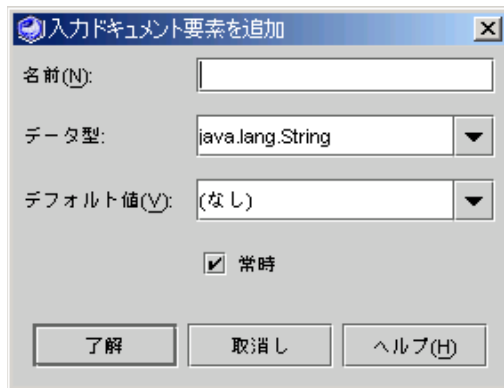 入力ドキュメント要素を追加
名前(N):
データ型: java.lang.String
デフォルト値(V): (なし)
常時
了解 取消し ヘルプ(H)